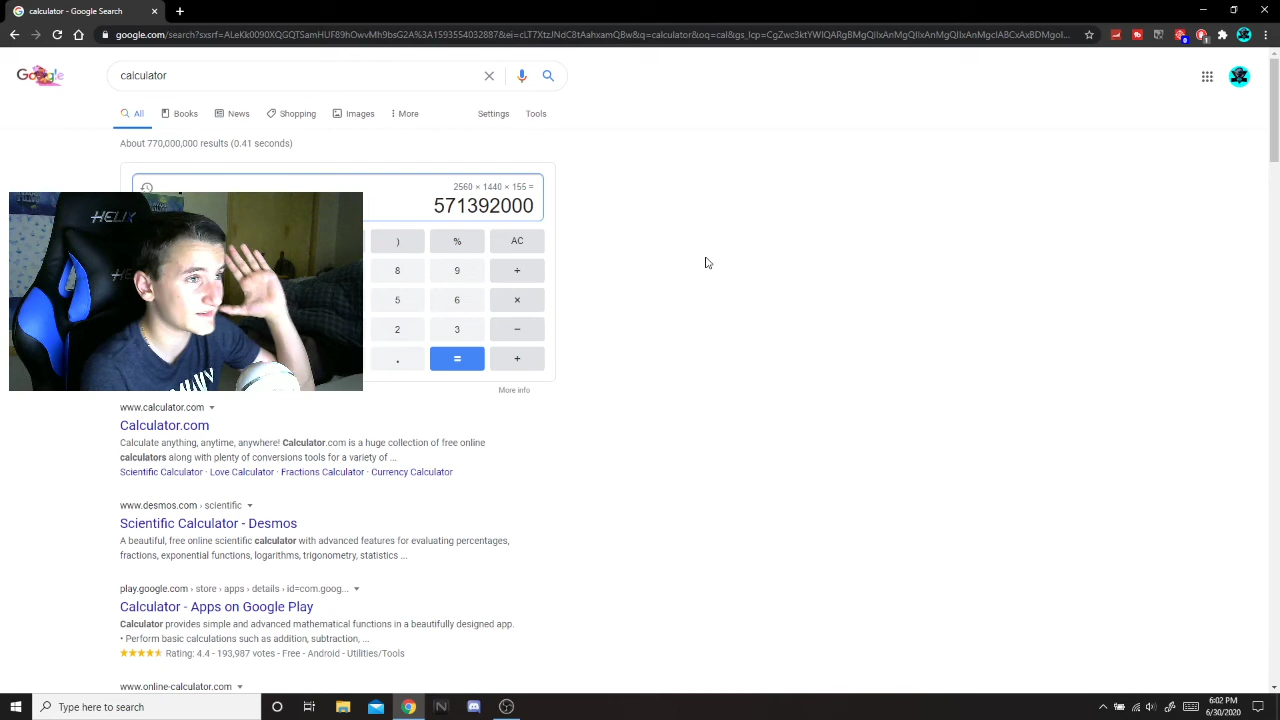 calculator - Google Search
google.com/search?sxsrf=ALeKk0090XQGQTSamHUF89hOwvMh9bsG2A%3A1593554032887&ei=cLT7XtzJNdC8tAahxamQBw&q=calculator&oq=cal&gs_lcp=
Google
calculator
All Books News Shopping Images More Settings Tools
About 770,000,000 results (0.41 seconds)
2560 × 1440 × 155 =
571392000
) % AC
8 9 ÷
5 6 ×
2 3 −
. = +
HELIX
More info
www.calculator.com
Calculator.com
Calculate anything, anytime, anywhere! Calculator.com is a huge collection of free online
calculators along with plenty of conversions tools for a variety of ...
Scientific Calculator · Love Calculator · Fractions Calculator · Currency Calculator
www.desmos.com › scientific
Scientific Calculator - Desmos
A beautiful, free online scientific calculator with advanced features for evaluating percentages,
fractions, exponential functions, logarithms, trigonometry, statistics ...
play.google.com › store › apps › details › id=com.goog...
Calculator - Apps on Google Play
Calculator provides simple and advanced mathematical functions in a beautifully designed app.
• Perform basic calculations such as addition, subtraction, ...
Rating: 4.4 - 193,987 votes - Free - Android - Utilities/Tools
www.online-calculator.com
Type here to search
6:02 PM
6/30/2020